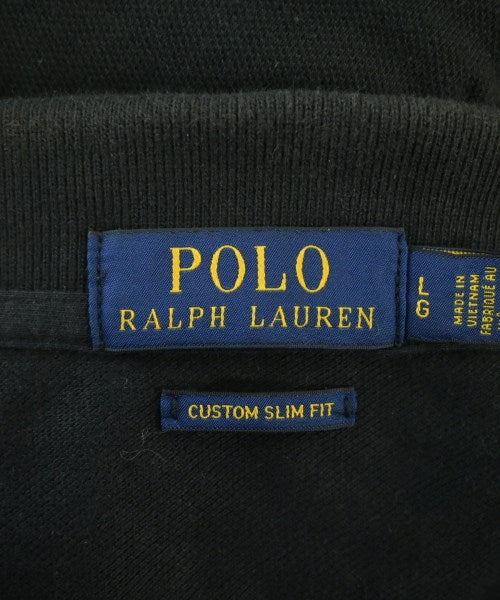 POLO
RALPH LAUREN
L
G
MADE IN
VIETNAM
FABRIQUÉ AU
CUSTOM SLIM FIT